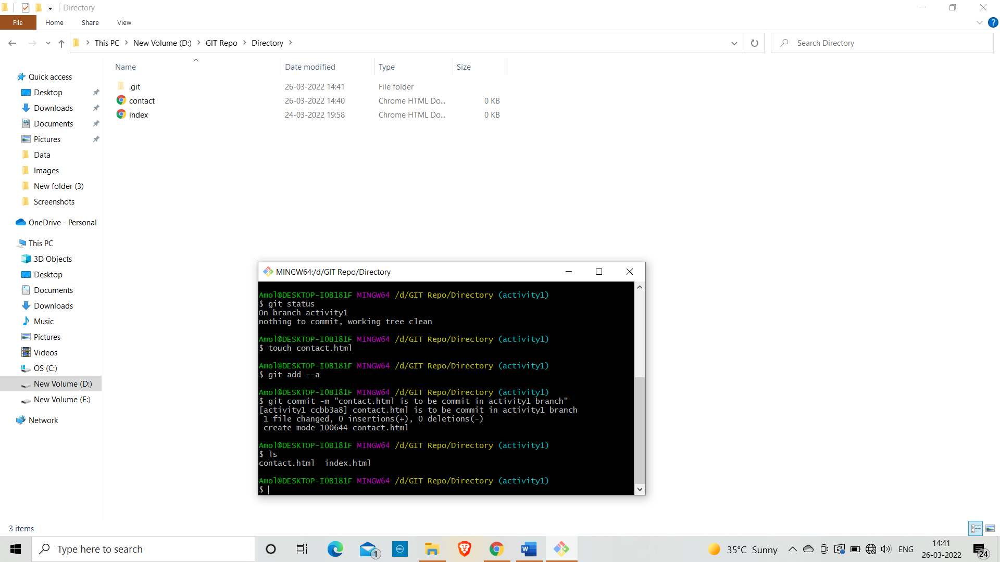 Directory
File Home Share View
This PC New Volume (D:) GIT Repo Directory
Search Directory
Name Date modified Type Size
.git 26-03-2022 14:41 File folder
contact 26-03-2022 14:40 Chrome HTML Do... 0 KB
index 24-03-2022 19:58 Chrome HTML Do... 0 KB
Quick access
Desktop
Downloads
Documents
Pictures
Data
Images
New folder (3)
Screenshots
OneDrive - Personal
This PC
3D Objects
Desktop
Documents
Downloads
Music
Pictures
Videos
OS (C:)
New Volume (D:)
New Volume (E:)
Network
MINGW64:/d/GIT Repo/Directory
Amol@DESKTOP-IOB181F MINGW64 /d/GIT Repo/Directory (activity1)
$ git status
On branch activity1
nothing to commit, working tree clean
Amol@DESKTOP-IOB181F MINGW64 /d/GIT Repo/Directory (activity1)
$ touch contact.html
Amol@DESKTOP-IOB181F MINGW64 /d/GIT Repo/Directory (activity1)
$ git add --a
Amol@DESKTOP-IOB181F MINGW64 /d/GIT Repo/Directory (activity1)
$ git commit -m "contact.html is to be commit in activity1 branch"
[activity1 ccbb3a8] contact.html is to be commit in activity1 branch
1 file changed, 0 insertions(+), 0 deletions(-)
create mode 100644 contact.html
Amol@DESKTOP-IOB181F MINGW64 /d/GIT Repo/Directory (activity1)
$ ls
contact.html index.html
Amol@DESKTOP-IOB181F MINGW64 /d/GIT Repo/Directory (activity1)
$
3 items
Type here to search
1
DELL
W
35°C Sunny
ENG
14:41
26-03-2022
24